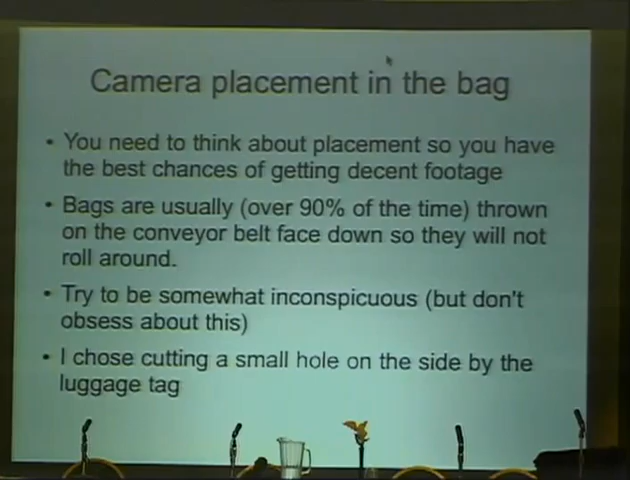 Camera placement in the bag
• You need to think about placement so you have
the best chances of getting decent footage
• Bags are usually (over 90% of the time) thrown
on the conveyor belt face down so they will not
roll around.
• Try to be somewhat inconspicuous (but don't
obsess about this)
• I chose cutting a small hole on the side by the
luggage tag